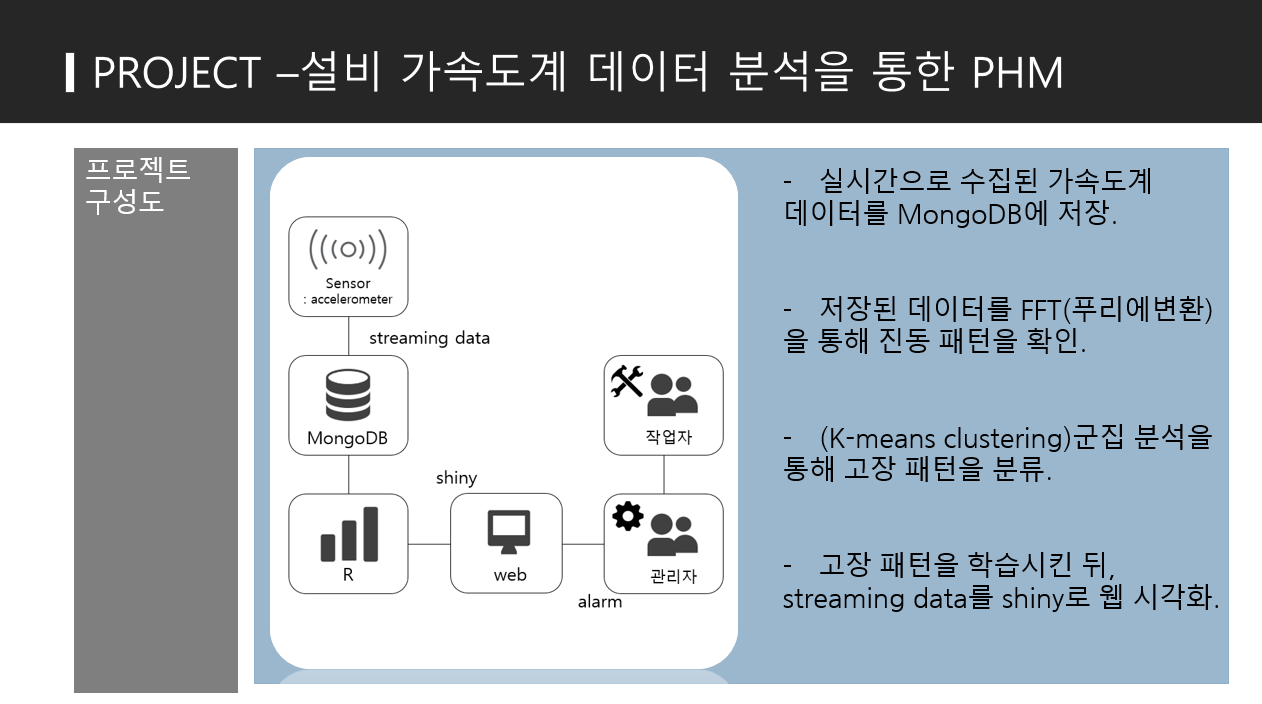 PROJECT –설비 가속도계 데이터 분석을 통한 PHM
프로젝트
구성도
Sensor
: accelerometer
streaming data
MongoDB
작업자
shiny
R
web
관리자
alarm
- 실시간으로 수집된 가속도계
데이터를 MongoDB에 저장.
- 저장된 데이터를 FFT(푸리에변환)
을 통해 진동 패턴을 확인.
- (K-means clustering)군집 분석을
통해 고장 패턴을 분류.
- 고장 패턴을 학습시킨 뒤,
streaming data를 shiny로 웹 시각화.